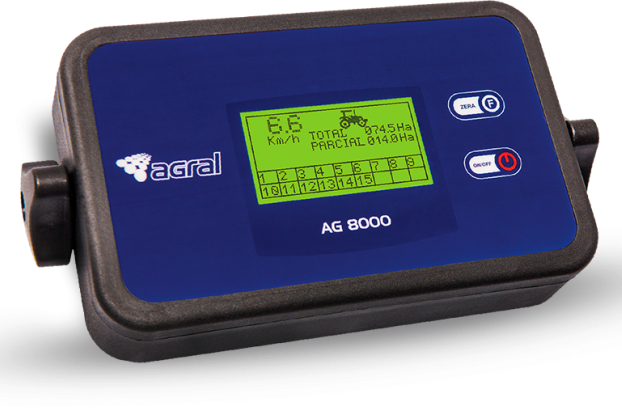 6.6
Km/h
TOTAL 074.5Ha
PARCIAL 014.0Ha
1 2 3 4 5 6 7 8 9
10 11 12 13 14 15
agral
AG 8000
ZERA F
ON-OFF